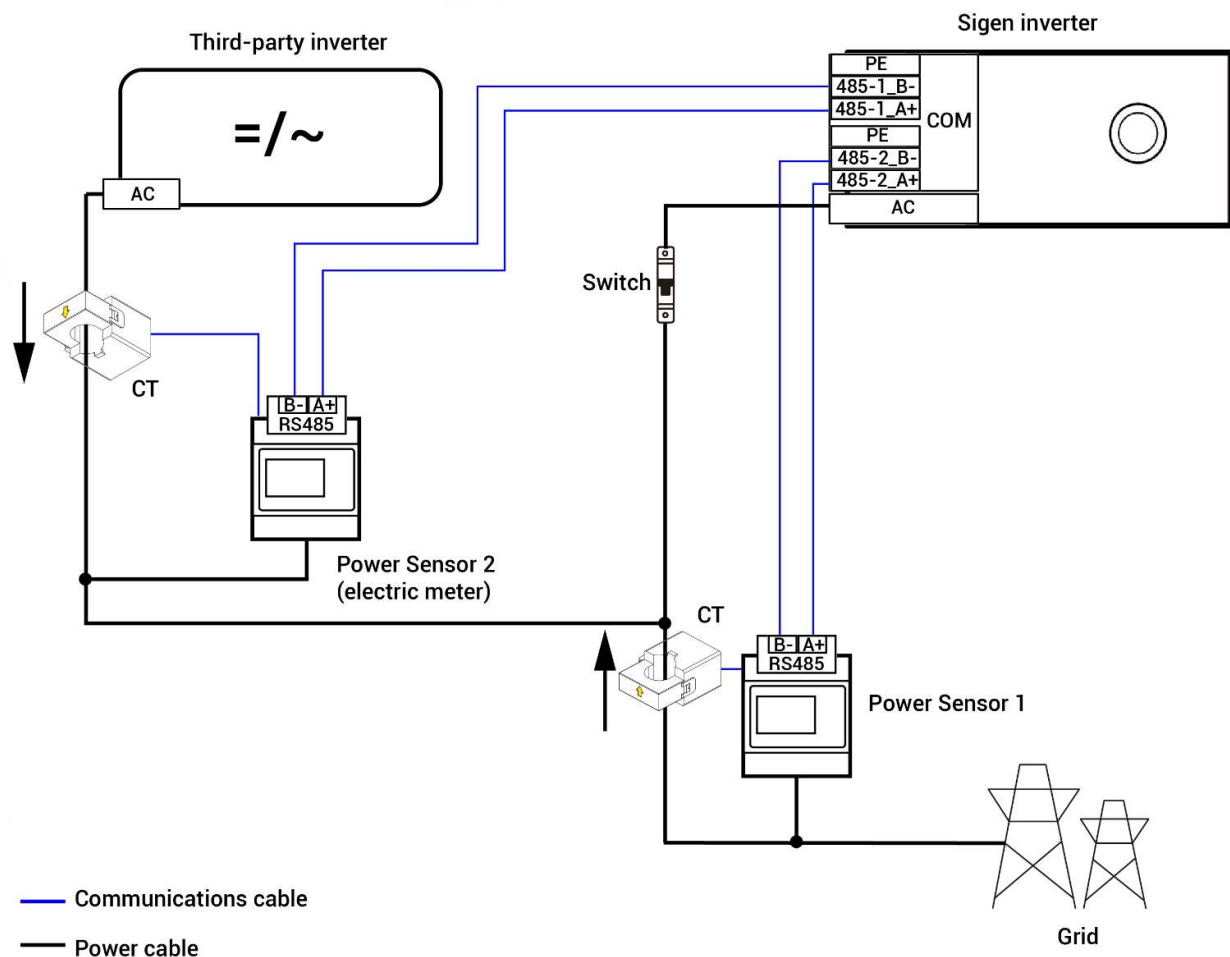 Sigen inverter
Third-party inverter
PE
485-1_B-
485-1_A+
COM
PE
485-2_B-
485-2_A+
AC
=/~
AC
Switch
CT
B- A+
RS485
Power Sensor 2
(electric meter)
CT
B- A+
RS485
Power Sensor 1
Communications cable
Grid
Power cable